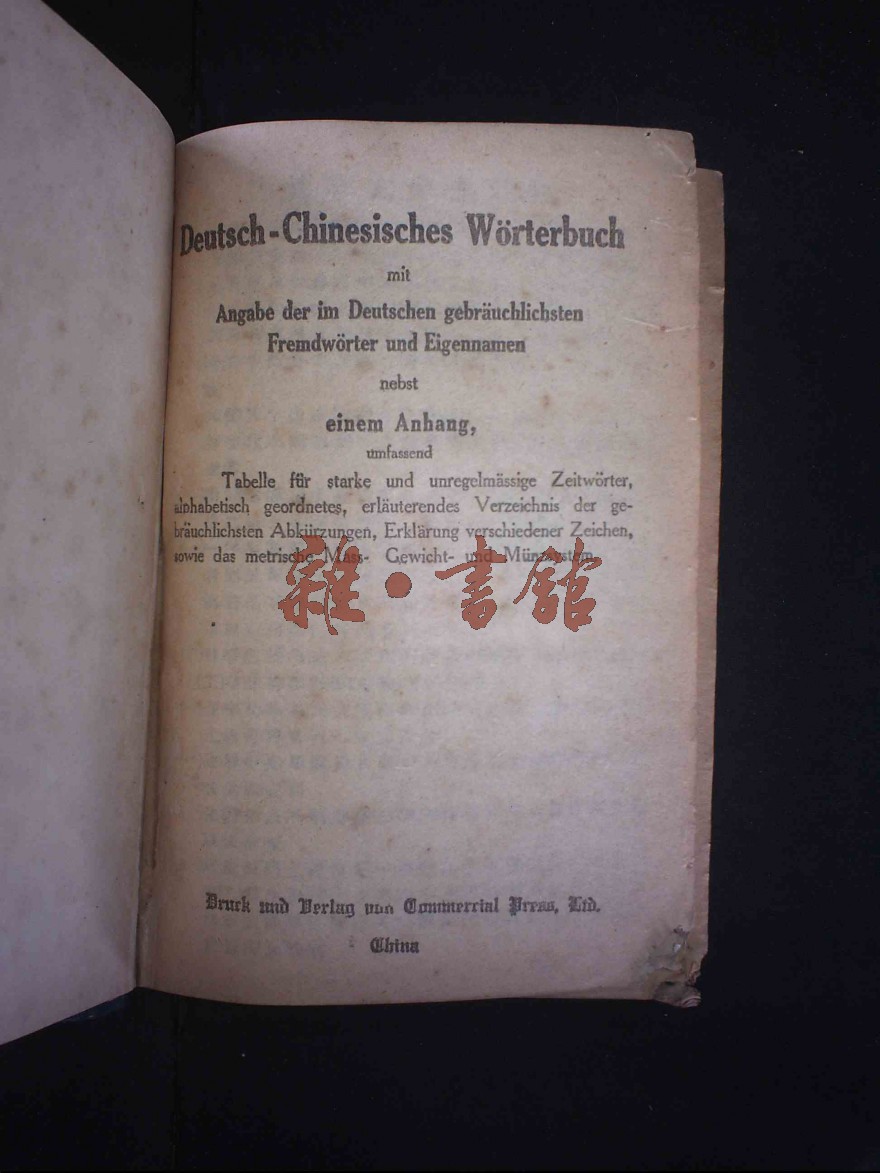 Deutsch-Chinesisches Wörterbuch
mit
Angabe der im Deutschen gebräuchlichsten
Fremdwörter und Eigennamen
nebst
einem Anhang,
umfassend
Tabelle für starke und unregelmässige Zeitwörter,
alphabetisch geordnetes, erläuterendes Verzeichnis der ge-
bräuchlichsten Abkürzungen, Erklärung verschiedener Zeichen,
sowie das metrische Mass- Gewicht- und Münzsystem.
雜·書館
Druck und Verlag von Commercial Press, Ltd.
China